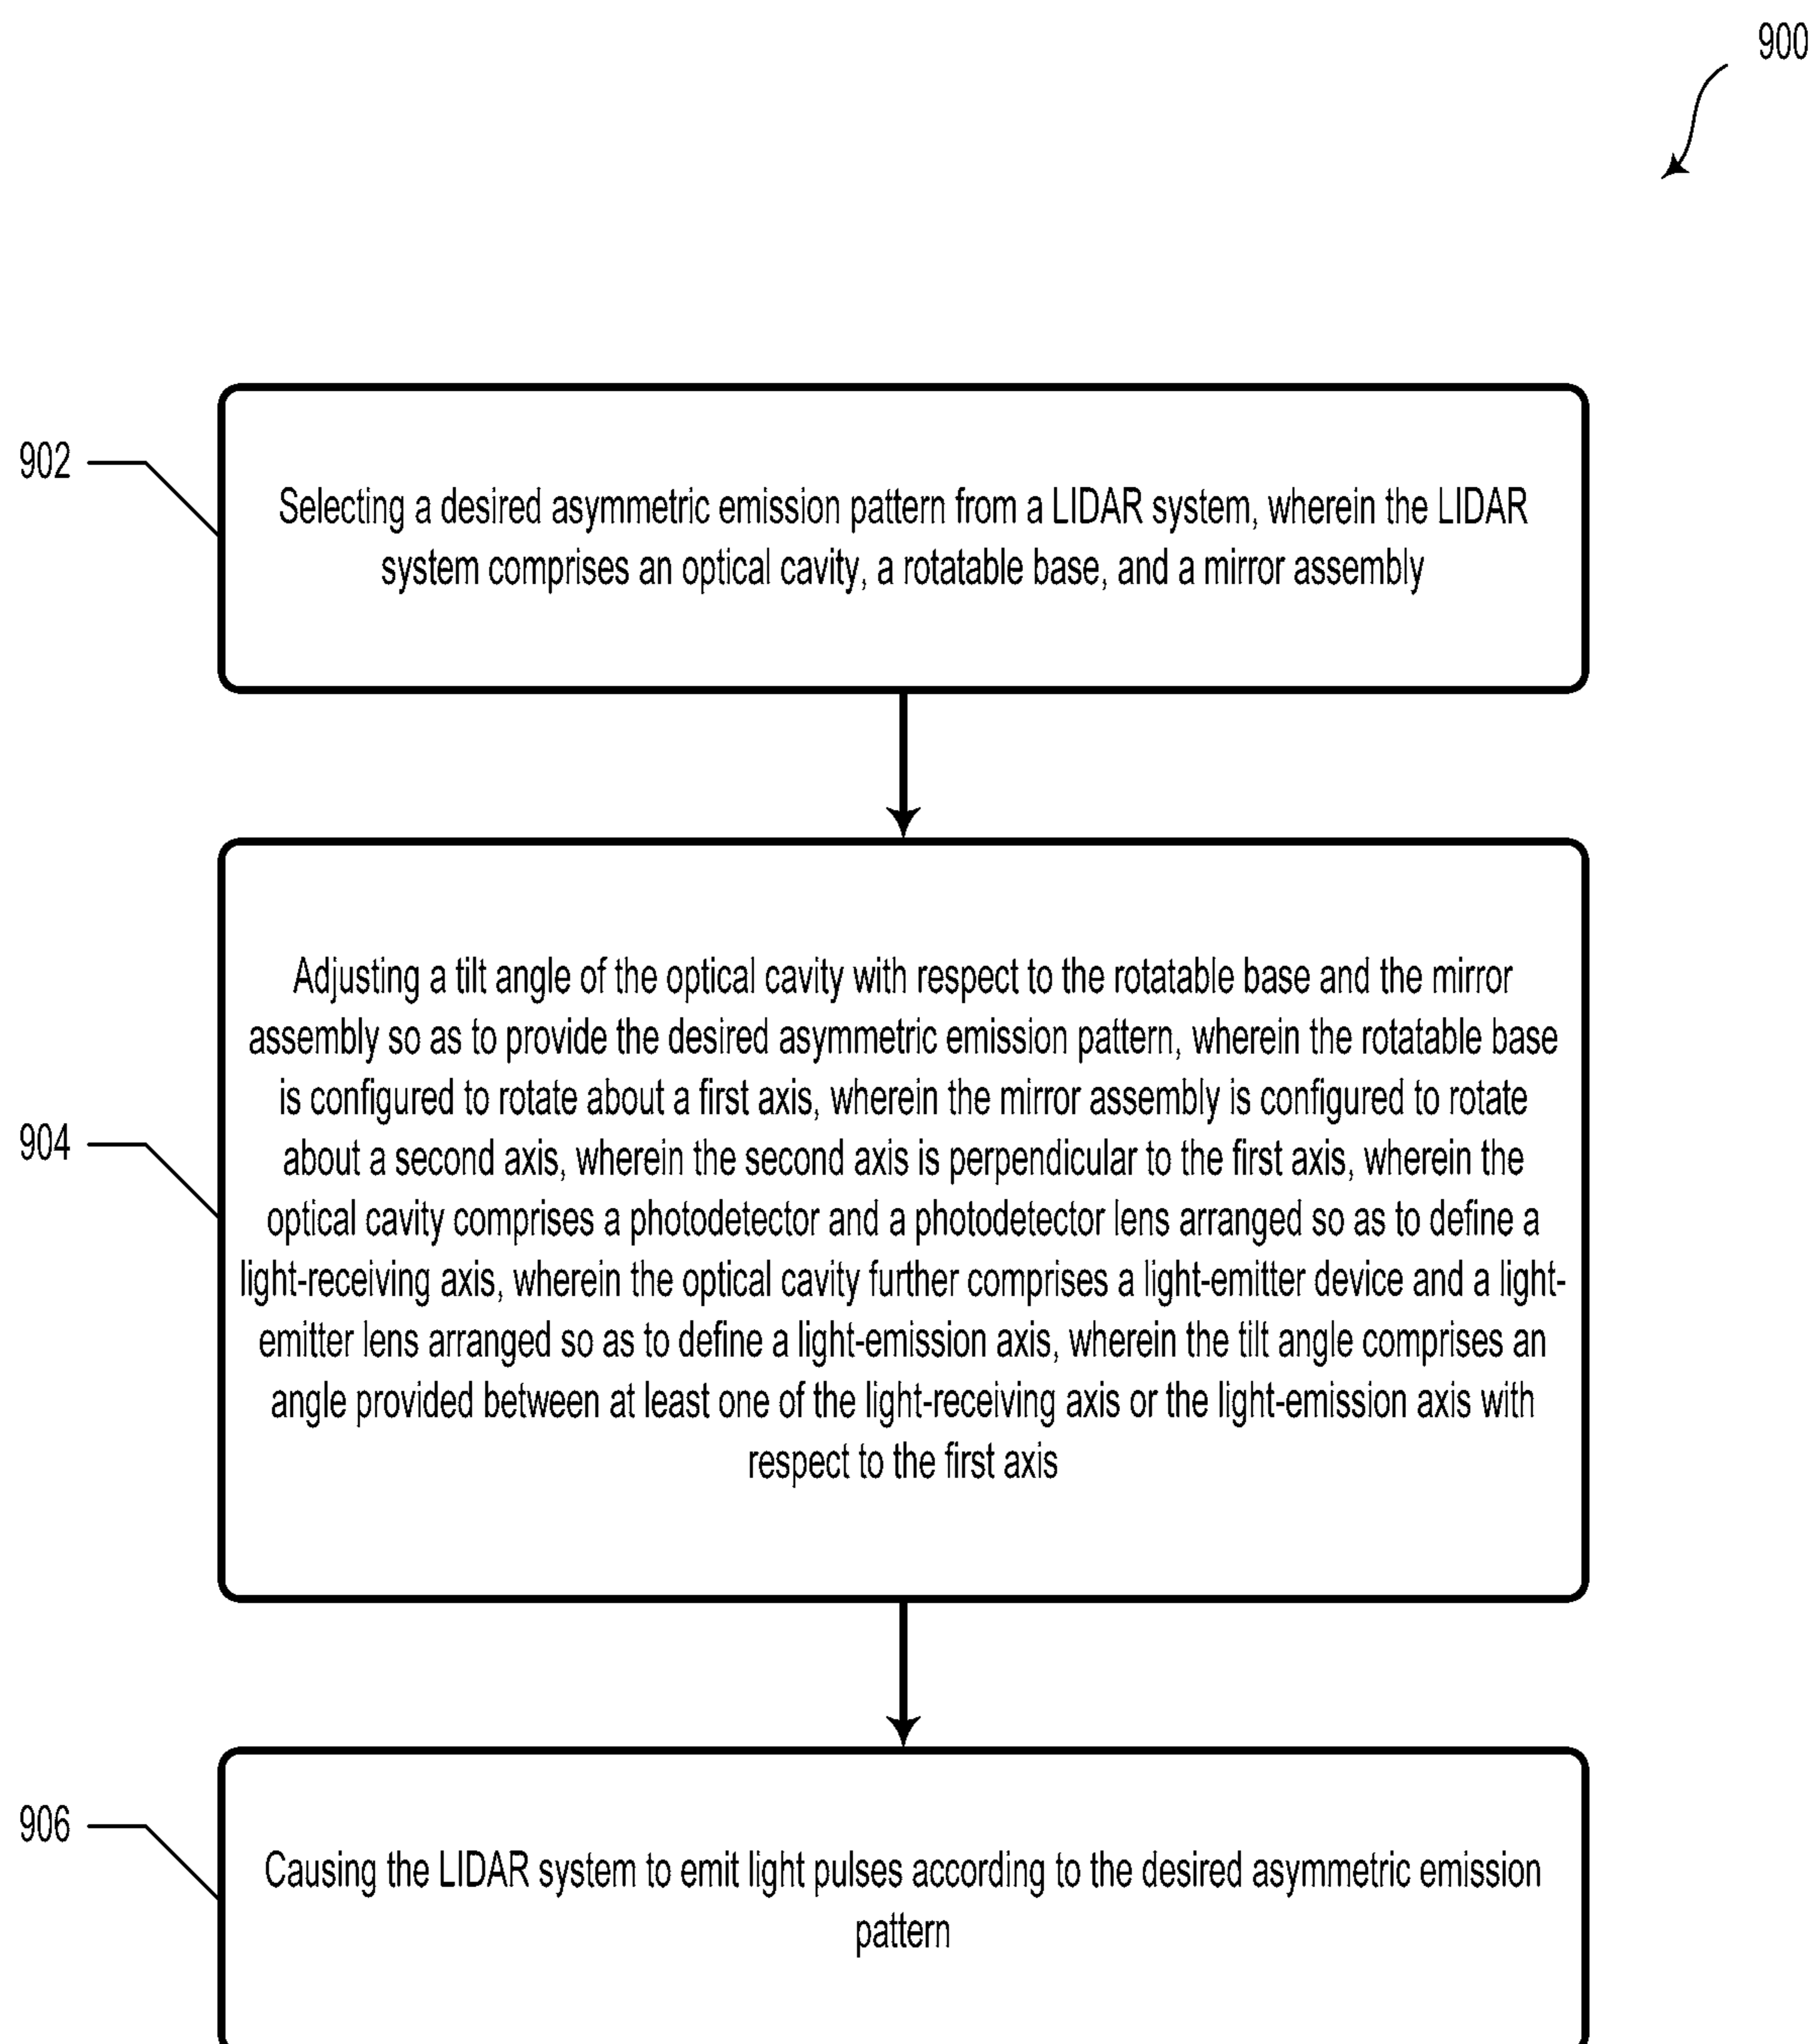 900
902
Selecting a desired asymmetric emission pattern from a LIDAR system, wherein the LIDAR
system comprises an optical cavity, a rotatable base, and a mirror assembly
904
Adjusting a tilt angle of the optical cavity with respect to the rotatable base and the mirror
assembly so as to provide the desired asymmetric emission pattern, wherein the rotatable base
is configured to rotate about a first axis, wherein the mirror assembly is configured to rotate
about a second axis, wherein the second axis is perpendicular to the first axis, wherein the
optical cavity comprises a photodetector and a photodetector lens arranged so as to define a
light-receiving axis, wherein the optical cavity further comprises a light-emitter device and a light-
emitter lens arranged so as to define a light-emission axis, wherein the tilt angle comprises an
angle provided between at least one of the light-receiving axis or the light-emission axis with
respect to the first axis
906
Causing the LIDAR system to emit light pulses according to the desired asymmetric emission
pattern